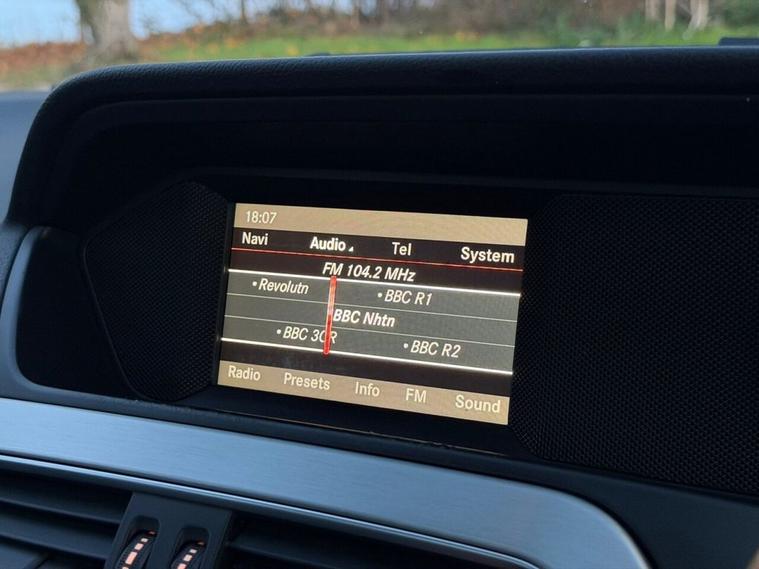 18:07
Navi Audio Tel System
FM 104.2 MHz
•Revolutn •BBC R1
BBC Nhtn
•BBC 3CR •BBC R2
Radio Presets Info FM Sound